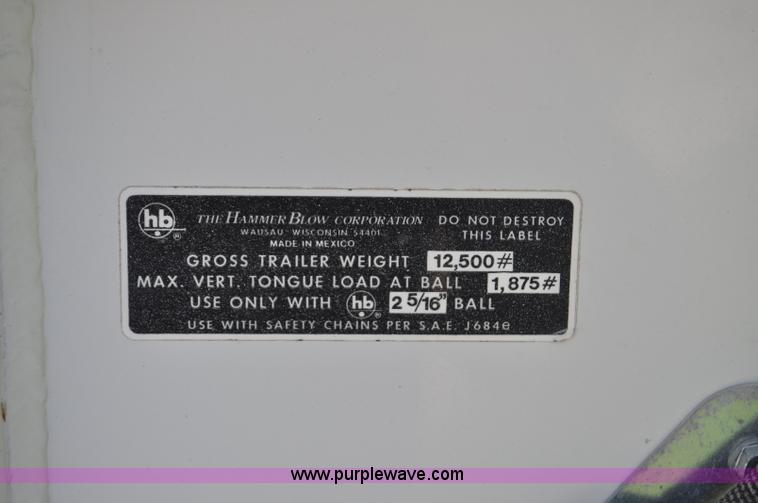 hb ® THE HAMMER BLOW CORPORATION DO NOT DESTROY
WAUSAU WISCONSIN 54401 THIS LABEL
MADE IN MEXICO
GROSS TRAILER WEIGHT 12,500#
MAX. VERT. TONGUE LOAD AT BALL 1,875#
USE ONLY WITH hb ® 2 5/16" BALL
USE WITH SAFETY CHAINS PER S.A.E. J684e
www.purplewave.com